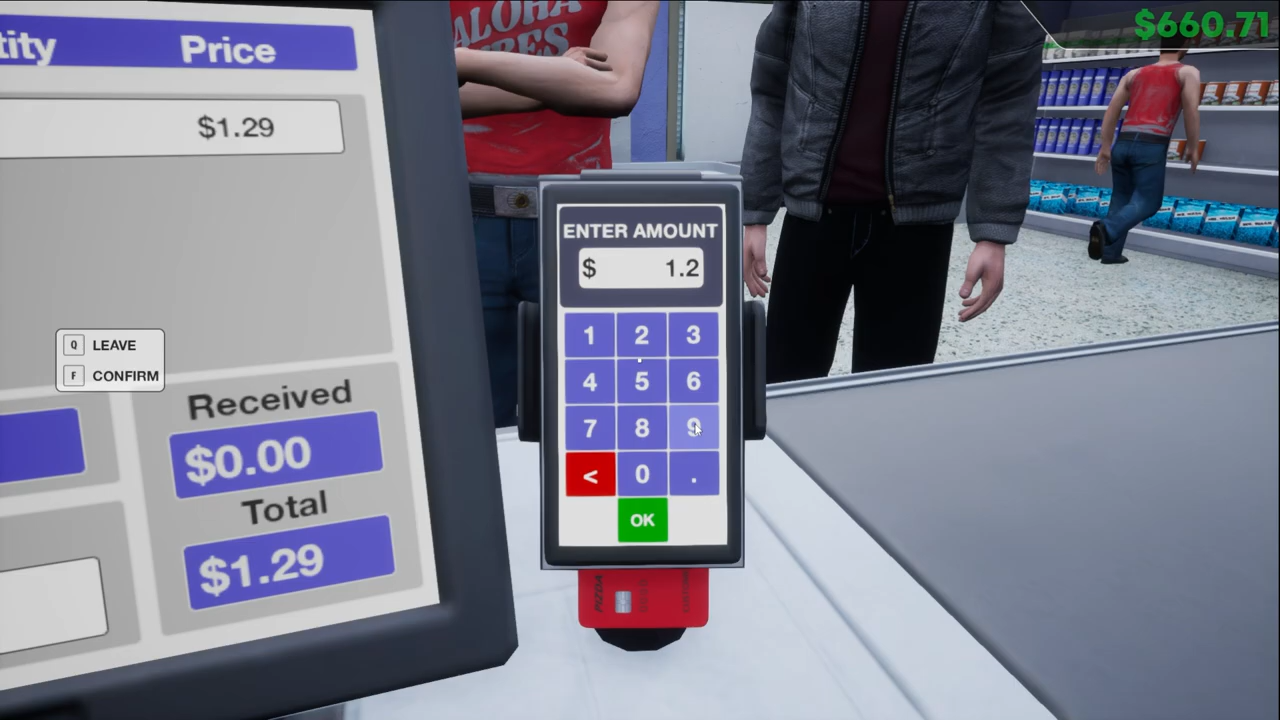 $660.71
ALOHA
tity Price
$1.29
Q LEAVE
F CONFIRM
Received
$0.00
Total
$1.29
ENTER AMOUNT
$ 1.2
1 2 3
4 5 6
7 8 9
< 0 .
OK